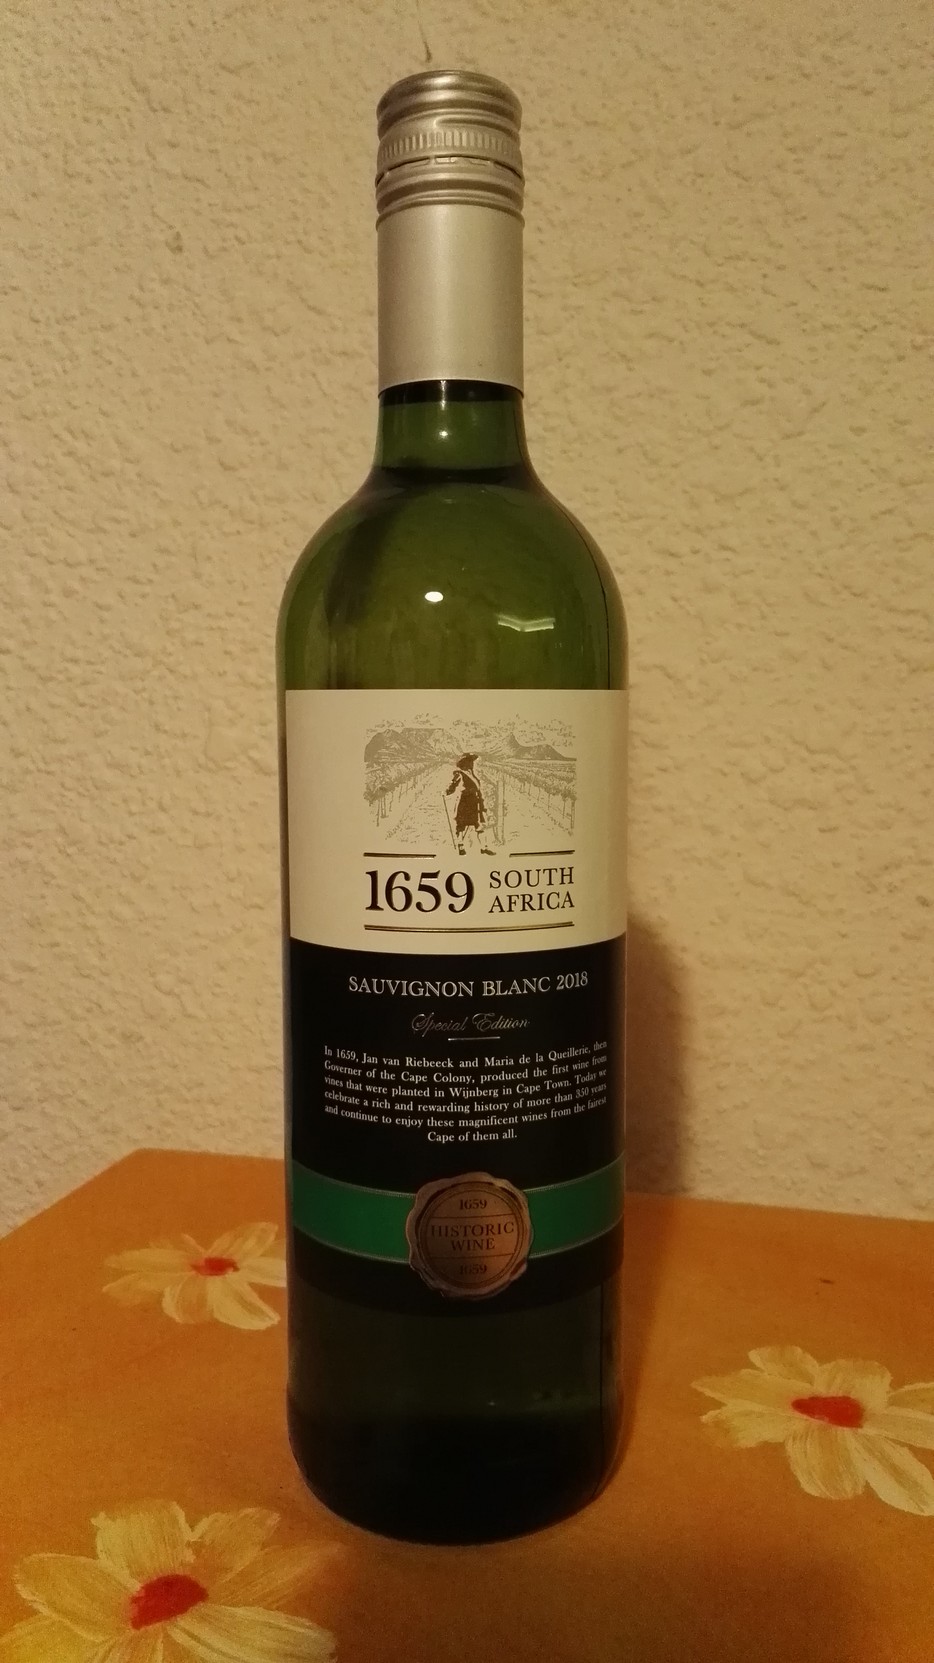 1659 SOUTH
AFRICA
SAUVIGNON BLANC 2018
Special Edition
In 1659, Jan van Riebeeck and Maria de la Queillerie, then
Governer of the Cape Colony, produced the first wine from
vines that were planted in Wijnberg in Cape Town. Today we
celebrate a rich and rewarding history of more than 350 years
and continue to enjoy these magnificent wines from the fairest
Cape of them all.
1659
HISTORIC
WINE
1659